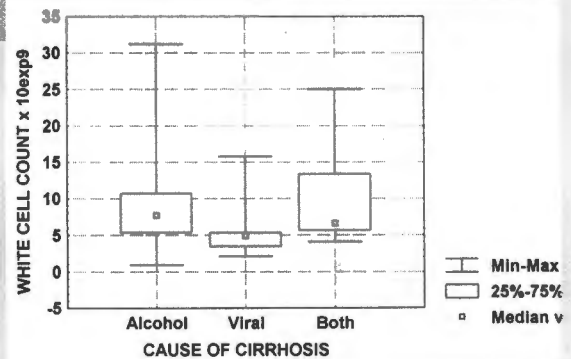 WHITE CELL COUNT x 10exp9
35
30
25
20
15
10
5
0
-5
Alcohol Viral Both
CAUSE OF CIRRHOSIS
Min-Max
25%-75%
Median v